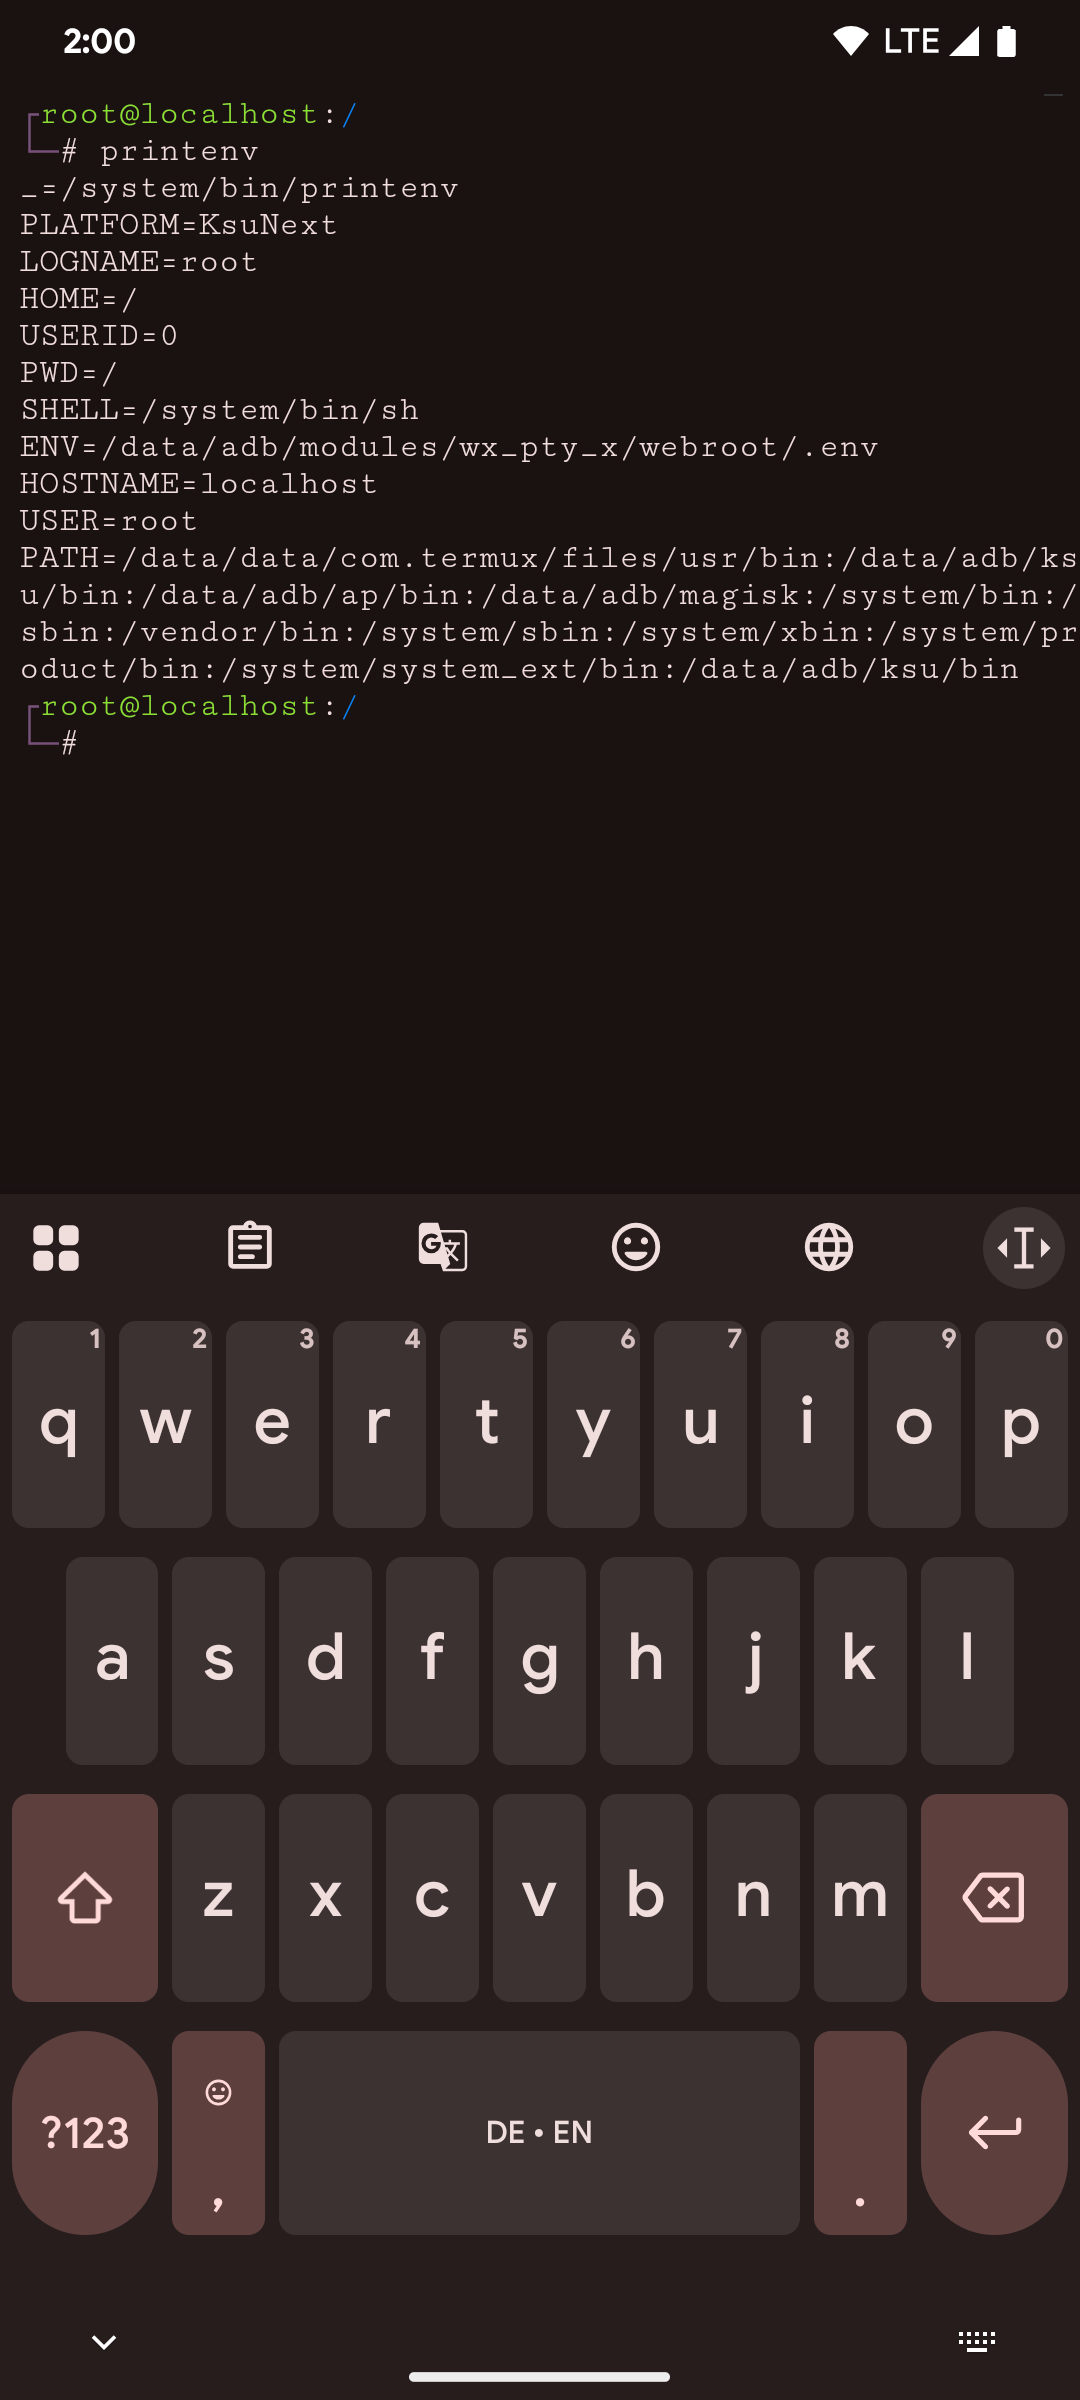 2:00 LTE
root@localhost:/
# printenv
_=/system/bin/printenv
PLATFORM=KsuNext
LOGNAME=root
HOME=/
USERID=0
PWD=/
SHELL=/system/bin/sh
ENV=/data/adb/modules/wx_pty_x/webroot/.env
HOSTNAME=localhost
USER=root
PATH=/data/data/com.termux/files/usr/bin:/data/adb/ks
u/bin:/data/adb/ap/bin:/data/adb/magisk:/system/bin:/
sbin:/vendor/bin:/system/sbin:/system/xbin:/system/pr
oduct/bin:/system/system_ext/bin:/data/adb/ksu/bin
root@localhost:/
#
G 文
1 2 3 4 5 6 7 8 9 0
q w e r t y u i o p
a s d f g h j k l
z x c v b n m
?123 , DE • EN .